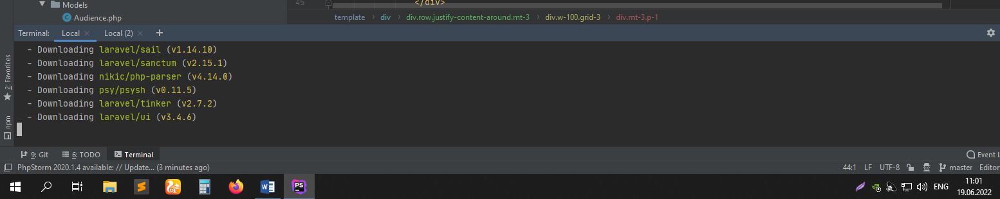 Models
Audience.php
45
</div>
template > div > div.row.justify-content-around.mt-3 > div.w-100.grid-3 > div.mt-3.p-1
Terminal: Local × Local (2) × +
- Downloading laravel/sail (v1.14.10)
- Downloading laravel/sanctum (v2.15.1)
- Downloading nikic/php-parser (v4.14.0)
- Downloading psy/psysh (v0.11.5)
- Downloading laravel/tinker (v2.7.2)
- Downloading laravel/ui (v3.4.6)
2: Favorites
npm
9: Git 6: TODO Terminal Event L
PhpStorm 2020.1.4 available: // Update... (3 minutes ago) 44:1 LF UTF-8 master Editor
PS W ENG 11:01
19.06.2022